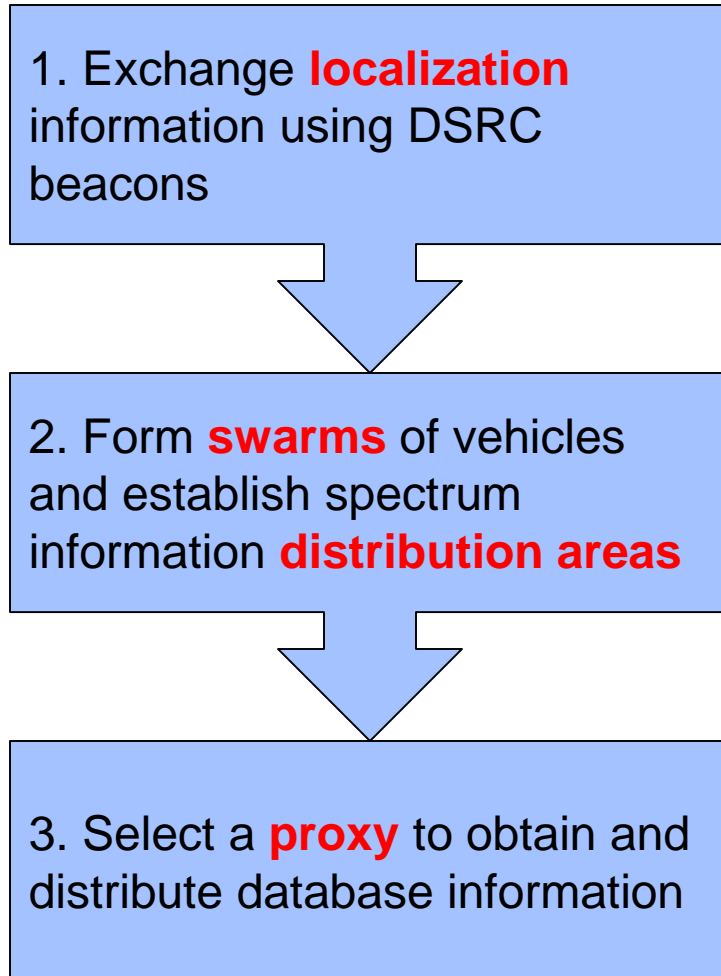 1. Exchange localization
information using DSRC
beacons
2. Form swarms of vehicles
and establish spectrum
information distribution areas
3. Select a proxy to obtain and
distribute database information